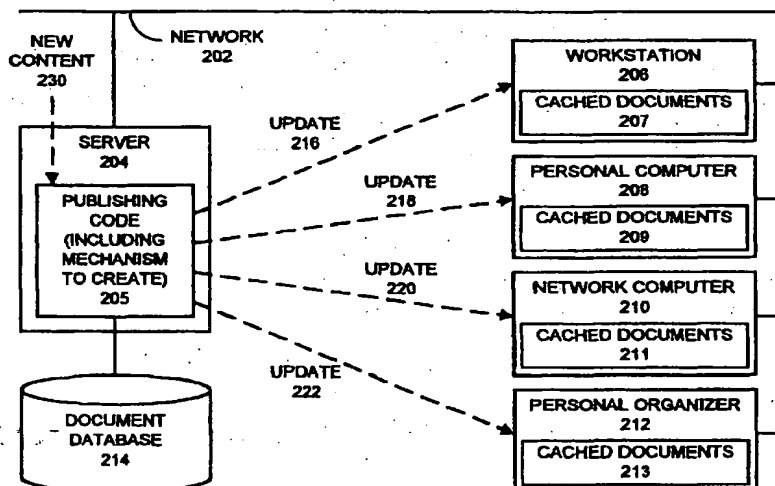 NEW
CONTENT
230
NETWORK
202
SERVER
204
PUBLISHING
CODE
(INCLUDING
MECHANISM
TO CREATE)
205
DOCUMENT
DATABASE
214
UPDATE
216
UPDATE
218
UPDATE
220
UPDATE
222
WORKSTATION
206
CACHED DOCUMENTS
207
PERSONAL COMPUTER
208
CACHED DOCUMENTS
209
NETWORK COMPUTER
210
CACHED DOCUMENTS
211
PERSONAL ORGANIZER
212
CACHED DOCUMENTS
213